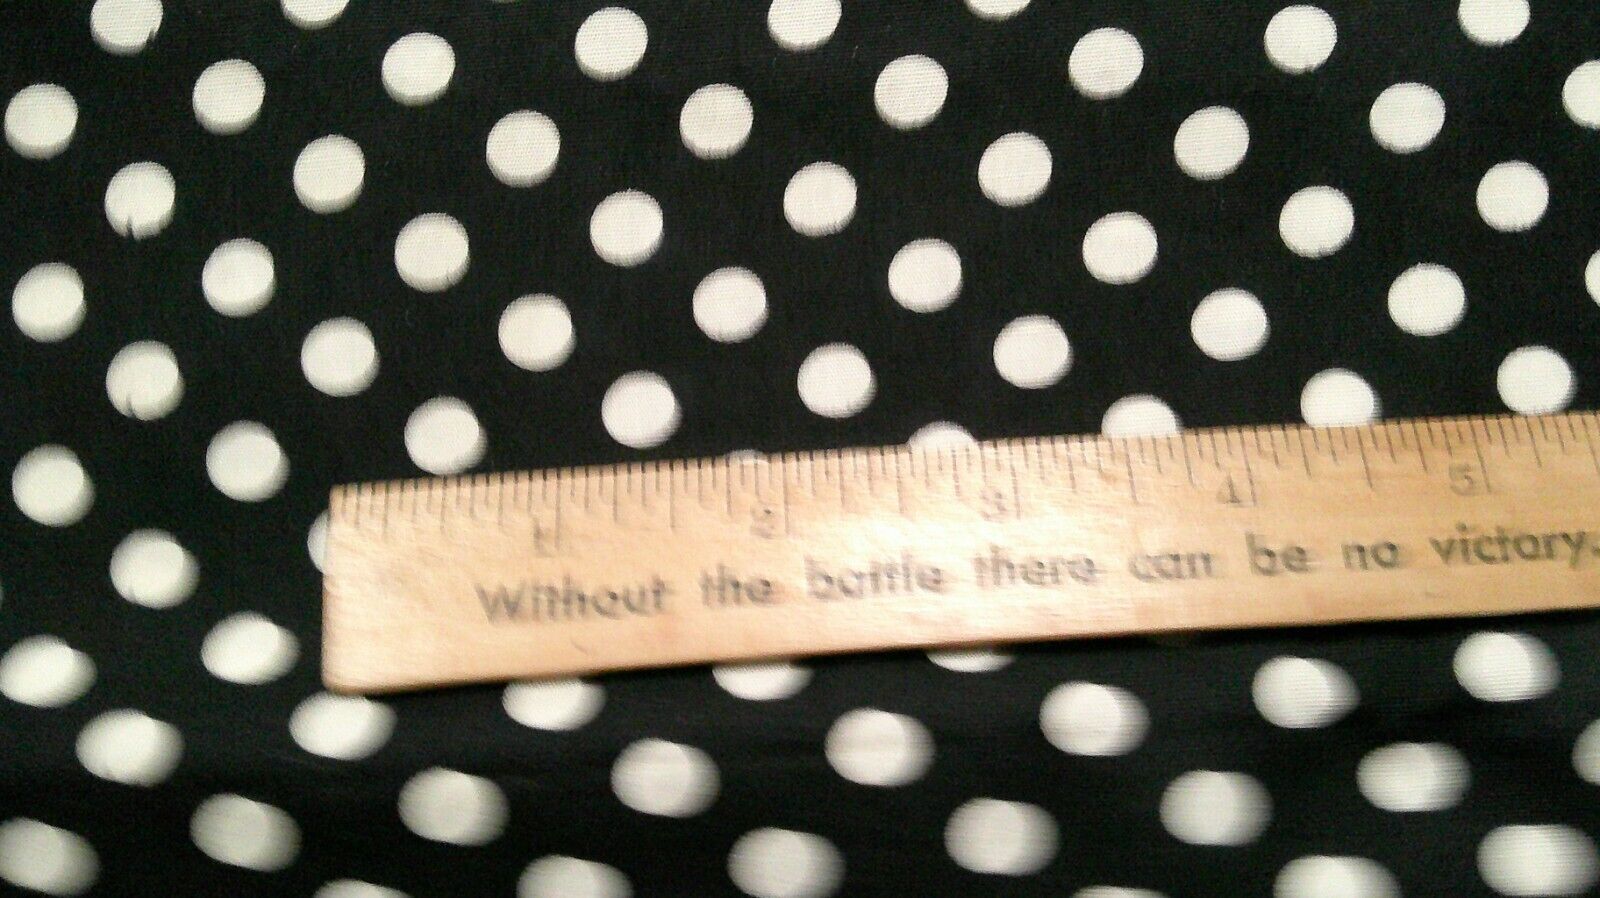 1 2 3 4 5
Without the battle there can be no victory.